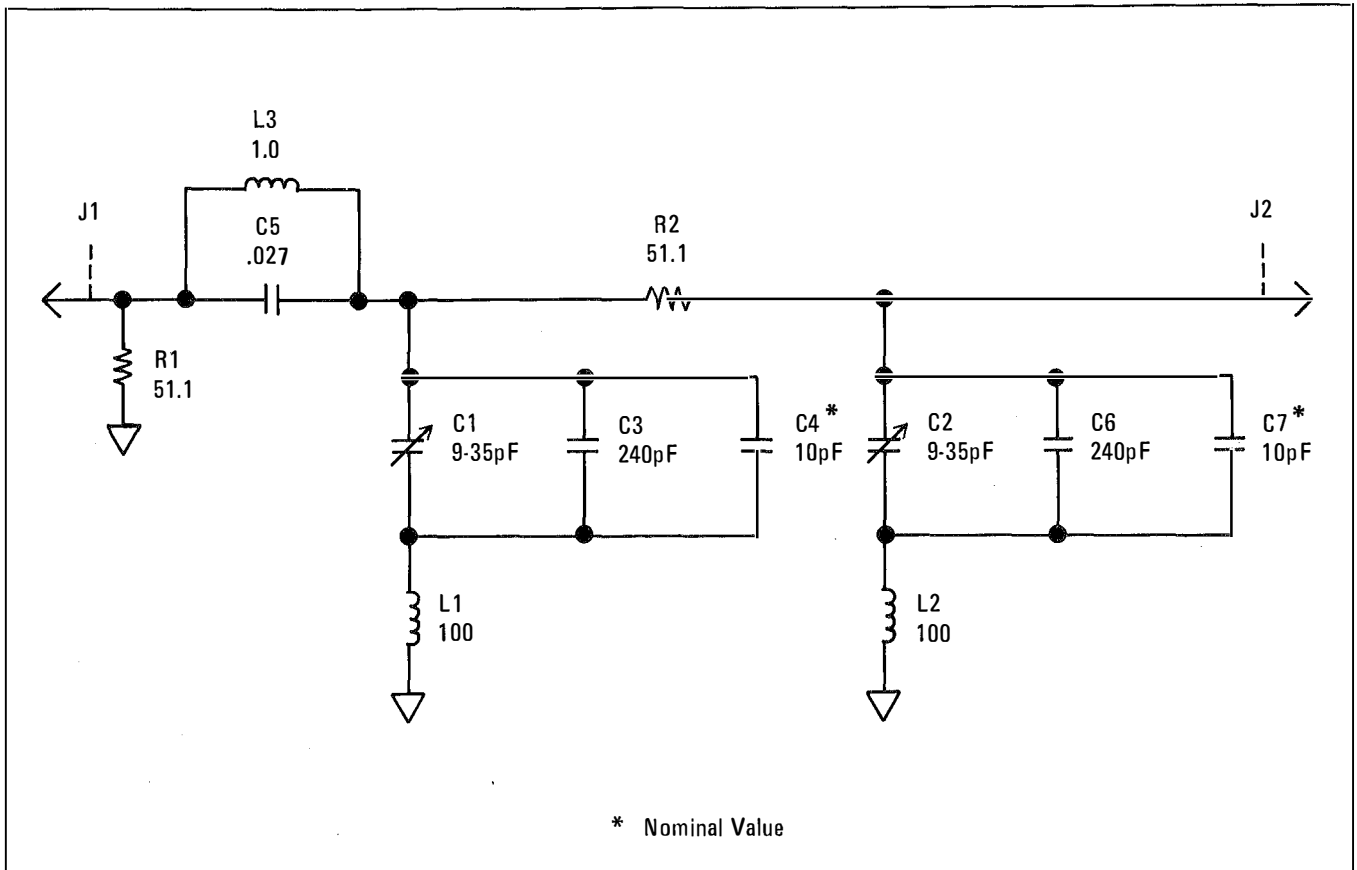 L3
1.0
J1
C5
.027
R2
51.1
J2
R1
51.1
C1
9-35pF
C3
240pF
C4*
10pF
C2
9-35pF
C6
240pF
C7*
10pF
L1
100
L2
100
* Nominal Value